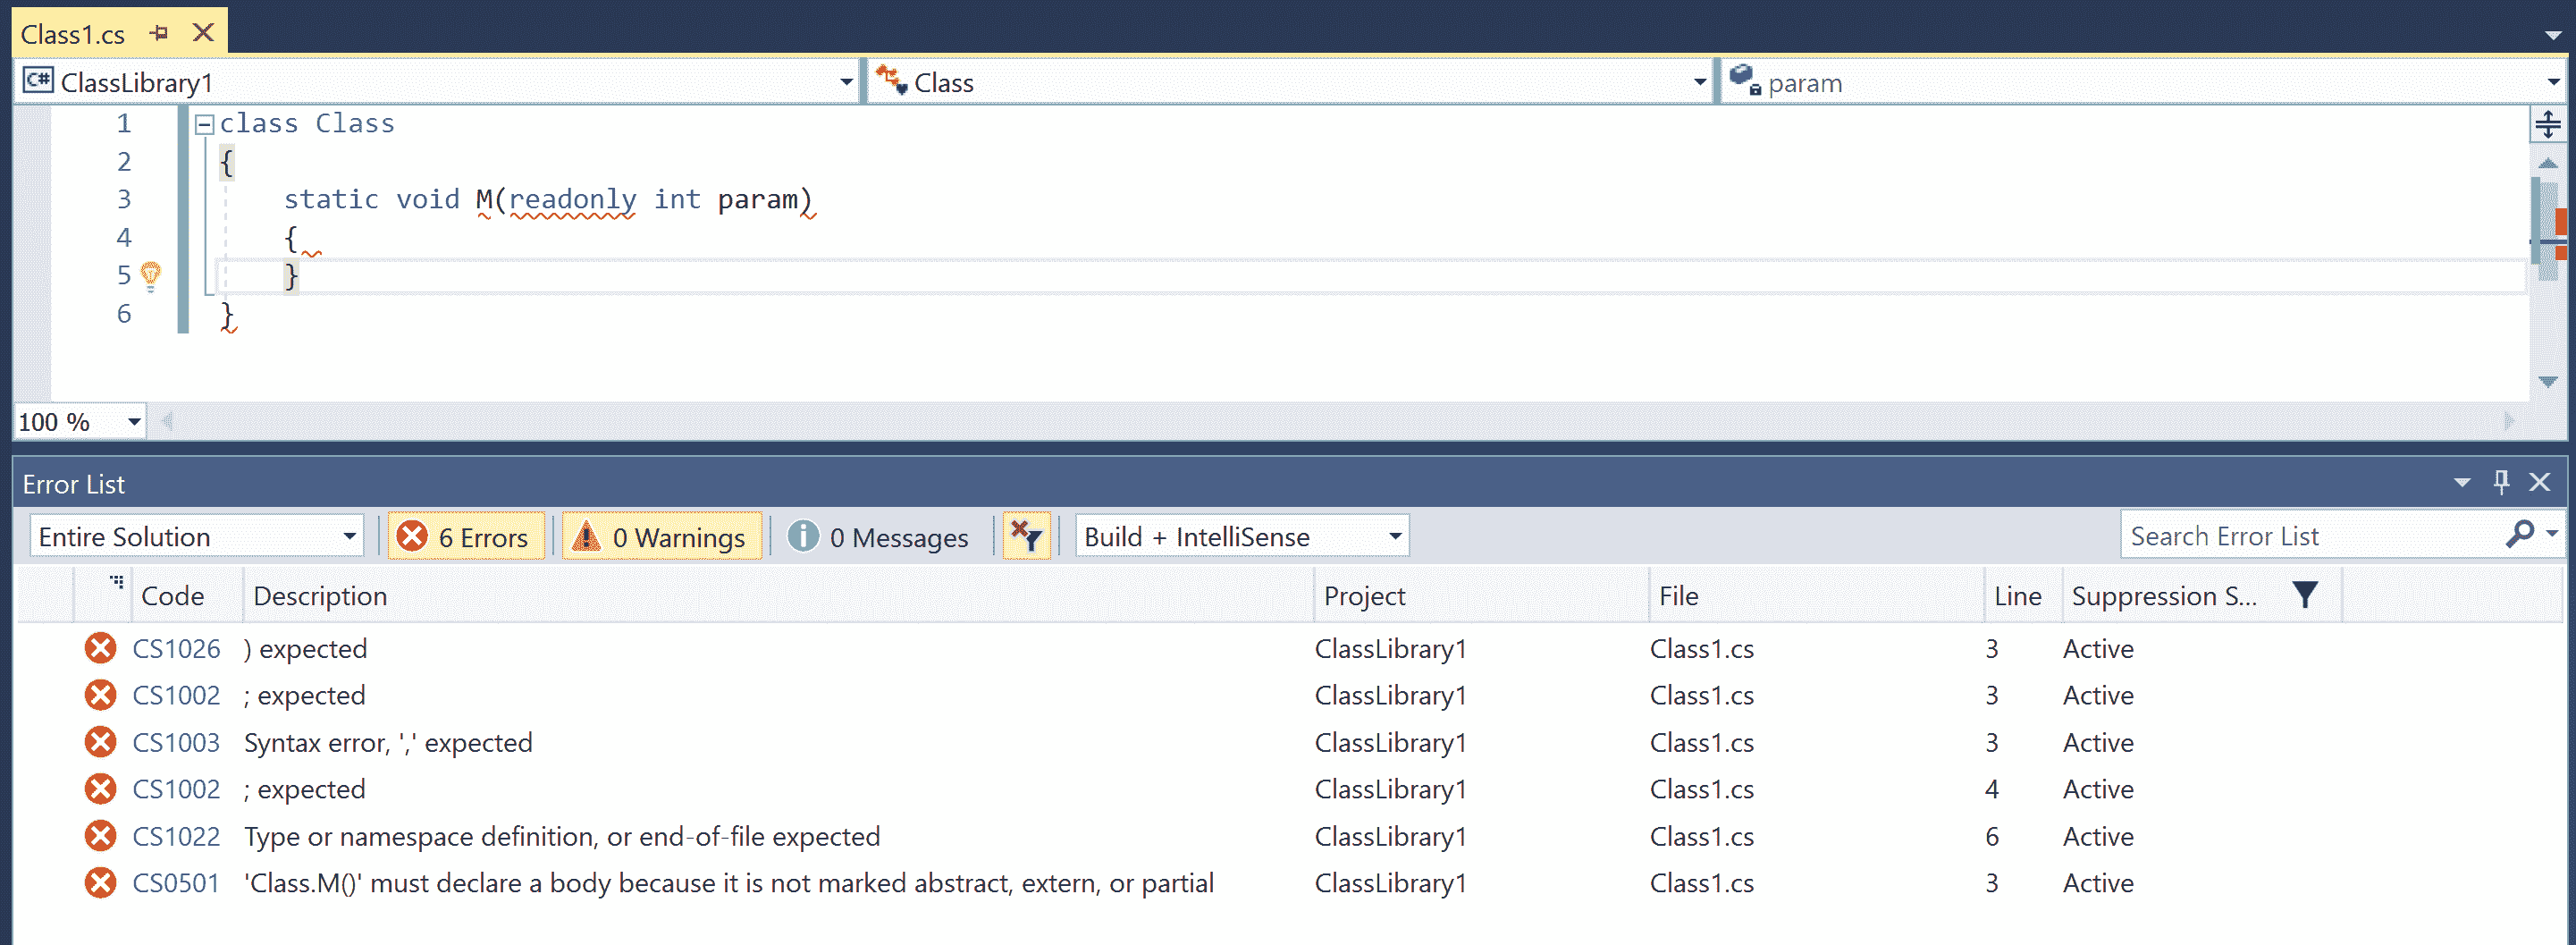 Class1.cs
C# ClassLibrary1 Class param
1 class Class
2 {
3 static void M(readonly int param)
4 {
5 }
6 }
100 %
Error List
Entire Solution 6 Errors 0 Warnings 0 Messages Build + IntelliSense Search Error List
Code Description Project File Line Suppression S...
CS1026 ) expected ClassLibrary1 Class1.cs 3 Active
CS1002 ; expected ClassLibrary1 Class1.cs 3 Active
CS1003 Syntax error, ',' expected ClassLibrary1 Class1.cs 3 Active
CS1002 ; expected ClassLibrary1 Class1.cs 4 Active
CS1022 Type or namespace definition, or end-of-file expected ClassLibrary1 Class1.cs 6 Active
CS0501 'Class.M()' must declare a body because it is not marked abstract, extern, or partial ClassLibrary1 Class1.cs 3 Active